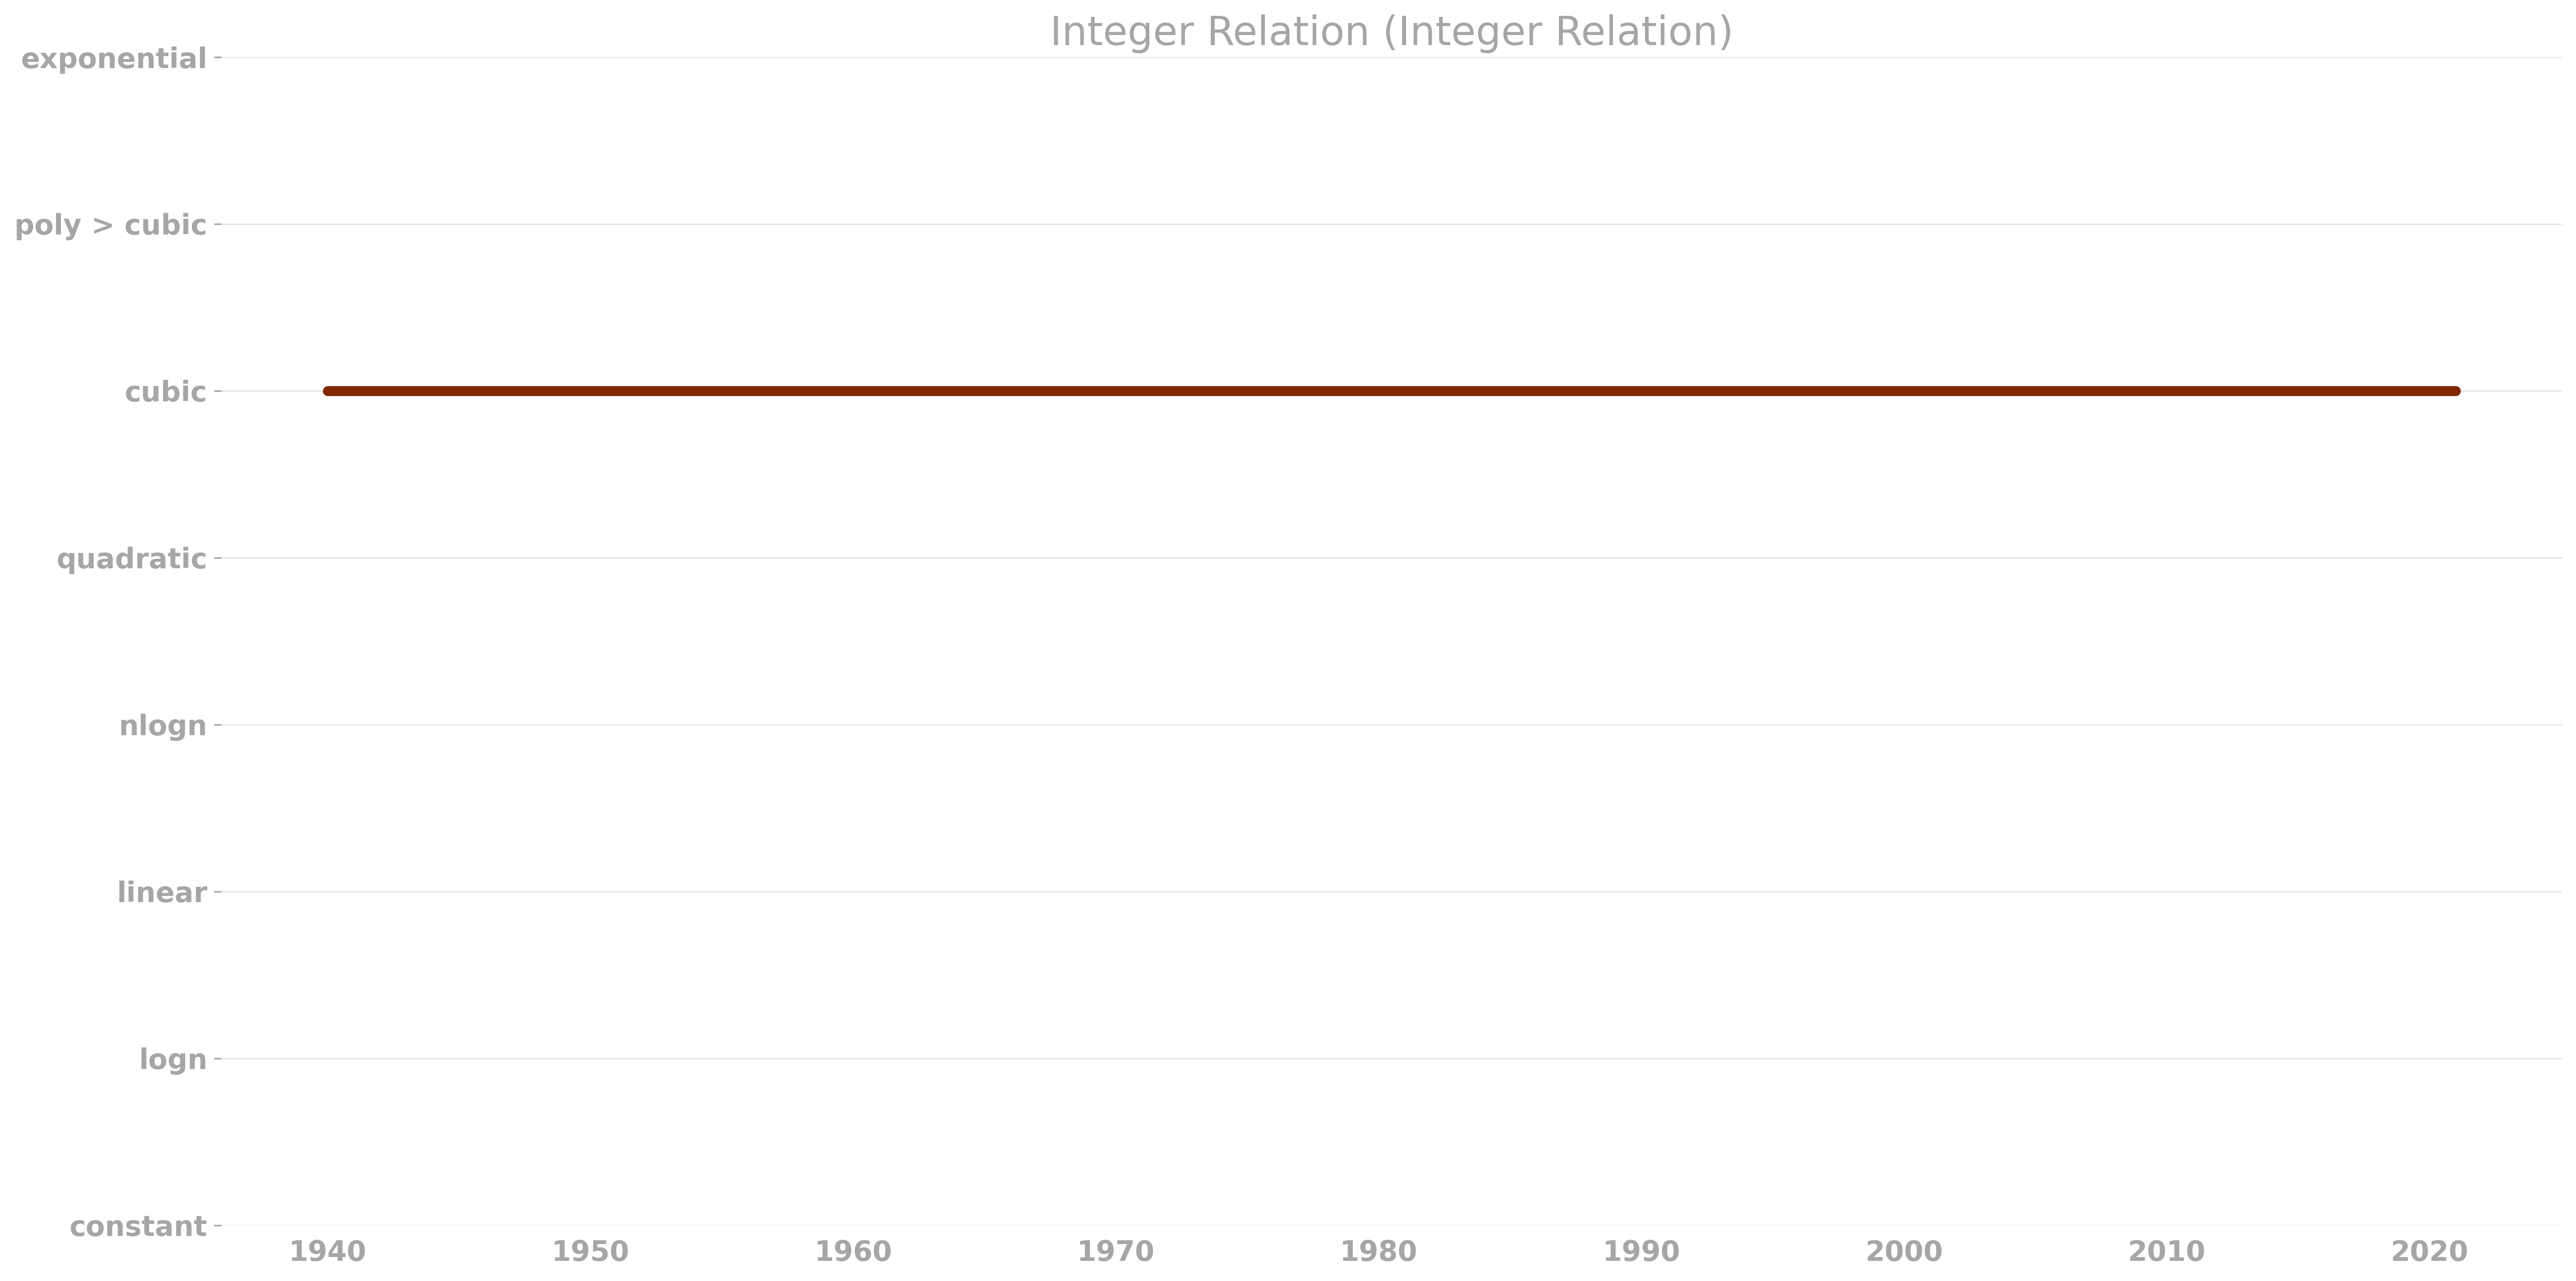 Integer Relation (Integer Relation)
exponential
poly > cubic
cubic
quadratic
nlogn
linear
logn
constant
1940 1950 1960 1970 1980 1990 2000 2010 2020